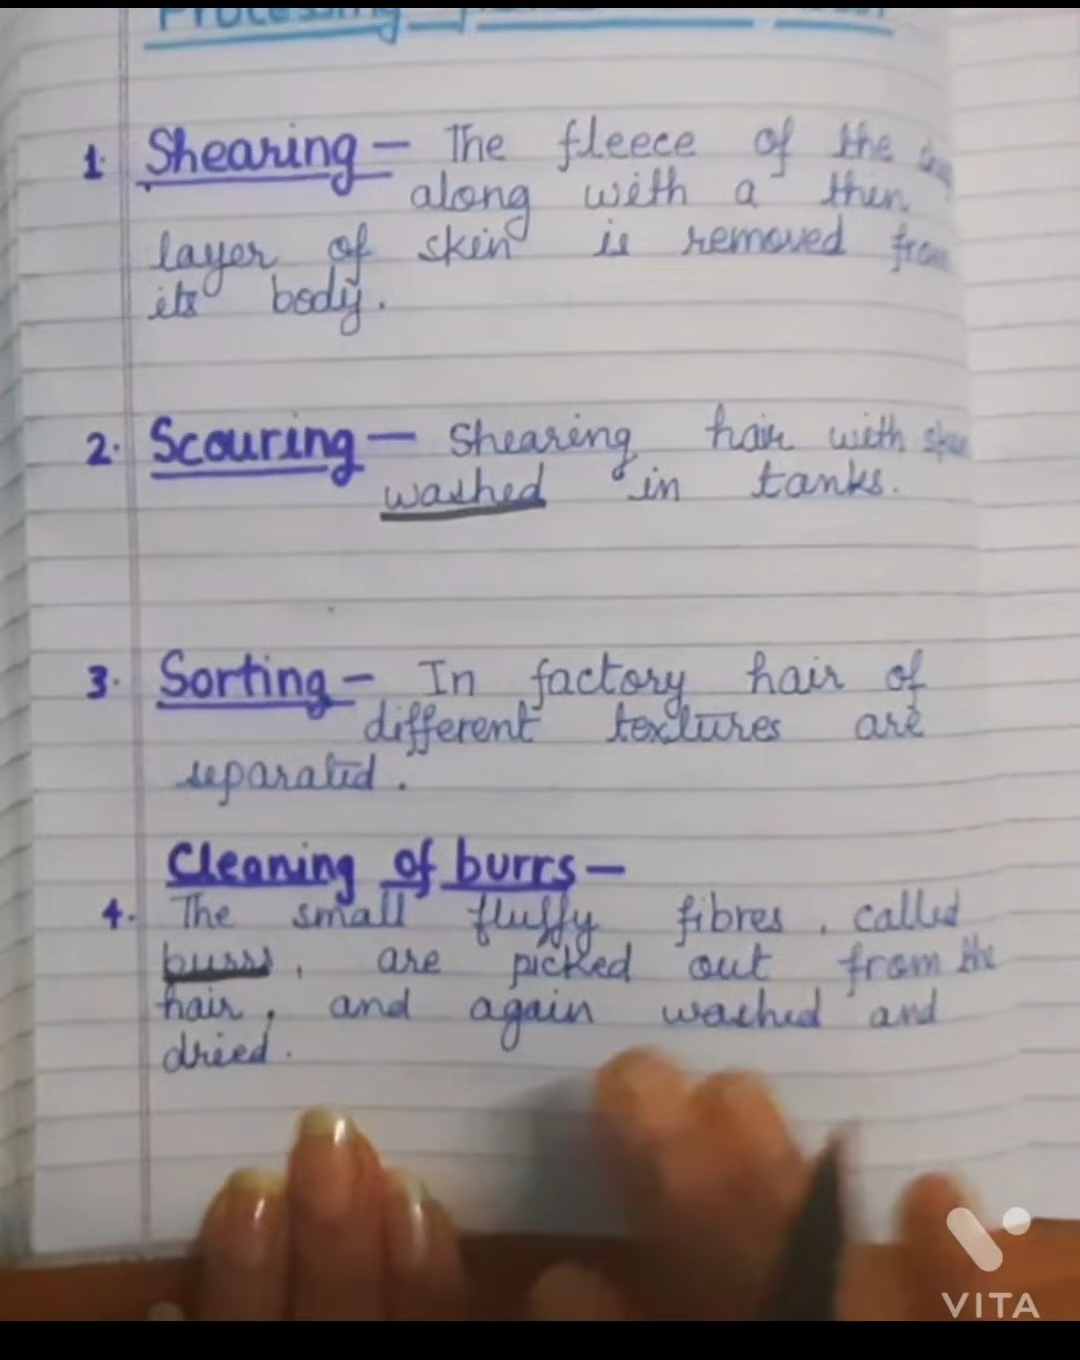 Processing
1. Shearing – The fleece of the
along with a thin
layer of skin is removed from
its body.
2. Scouring – Shearing hair with
washed in tanks.
3. Sorting – In factory hair of
different textures are
separated.
Cleaning of burrs –
4. The small fluffy fibres, called
burrs, are picked out from the
hair, and again washed and
dried.
VITA